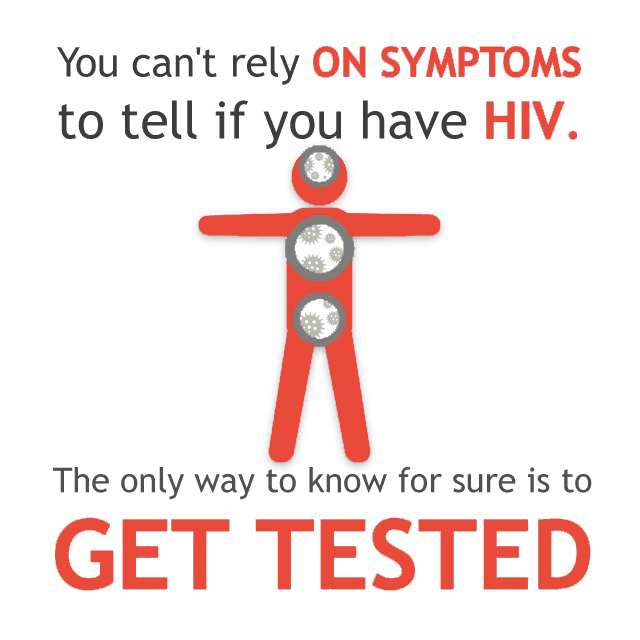 You can't rely ON SYMPTOMS
to tell if you have HIV.
The only way to know for sure is to
GET TESTED